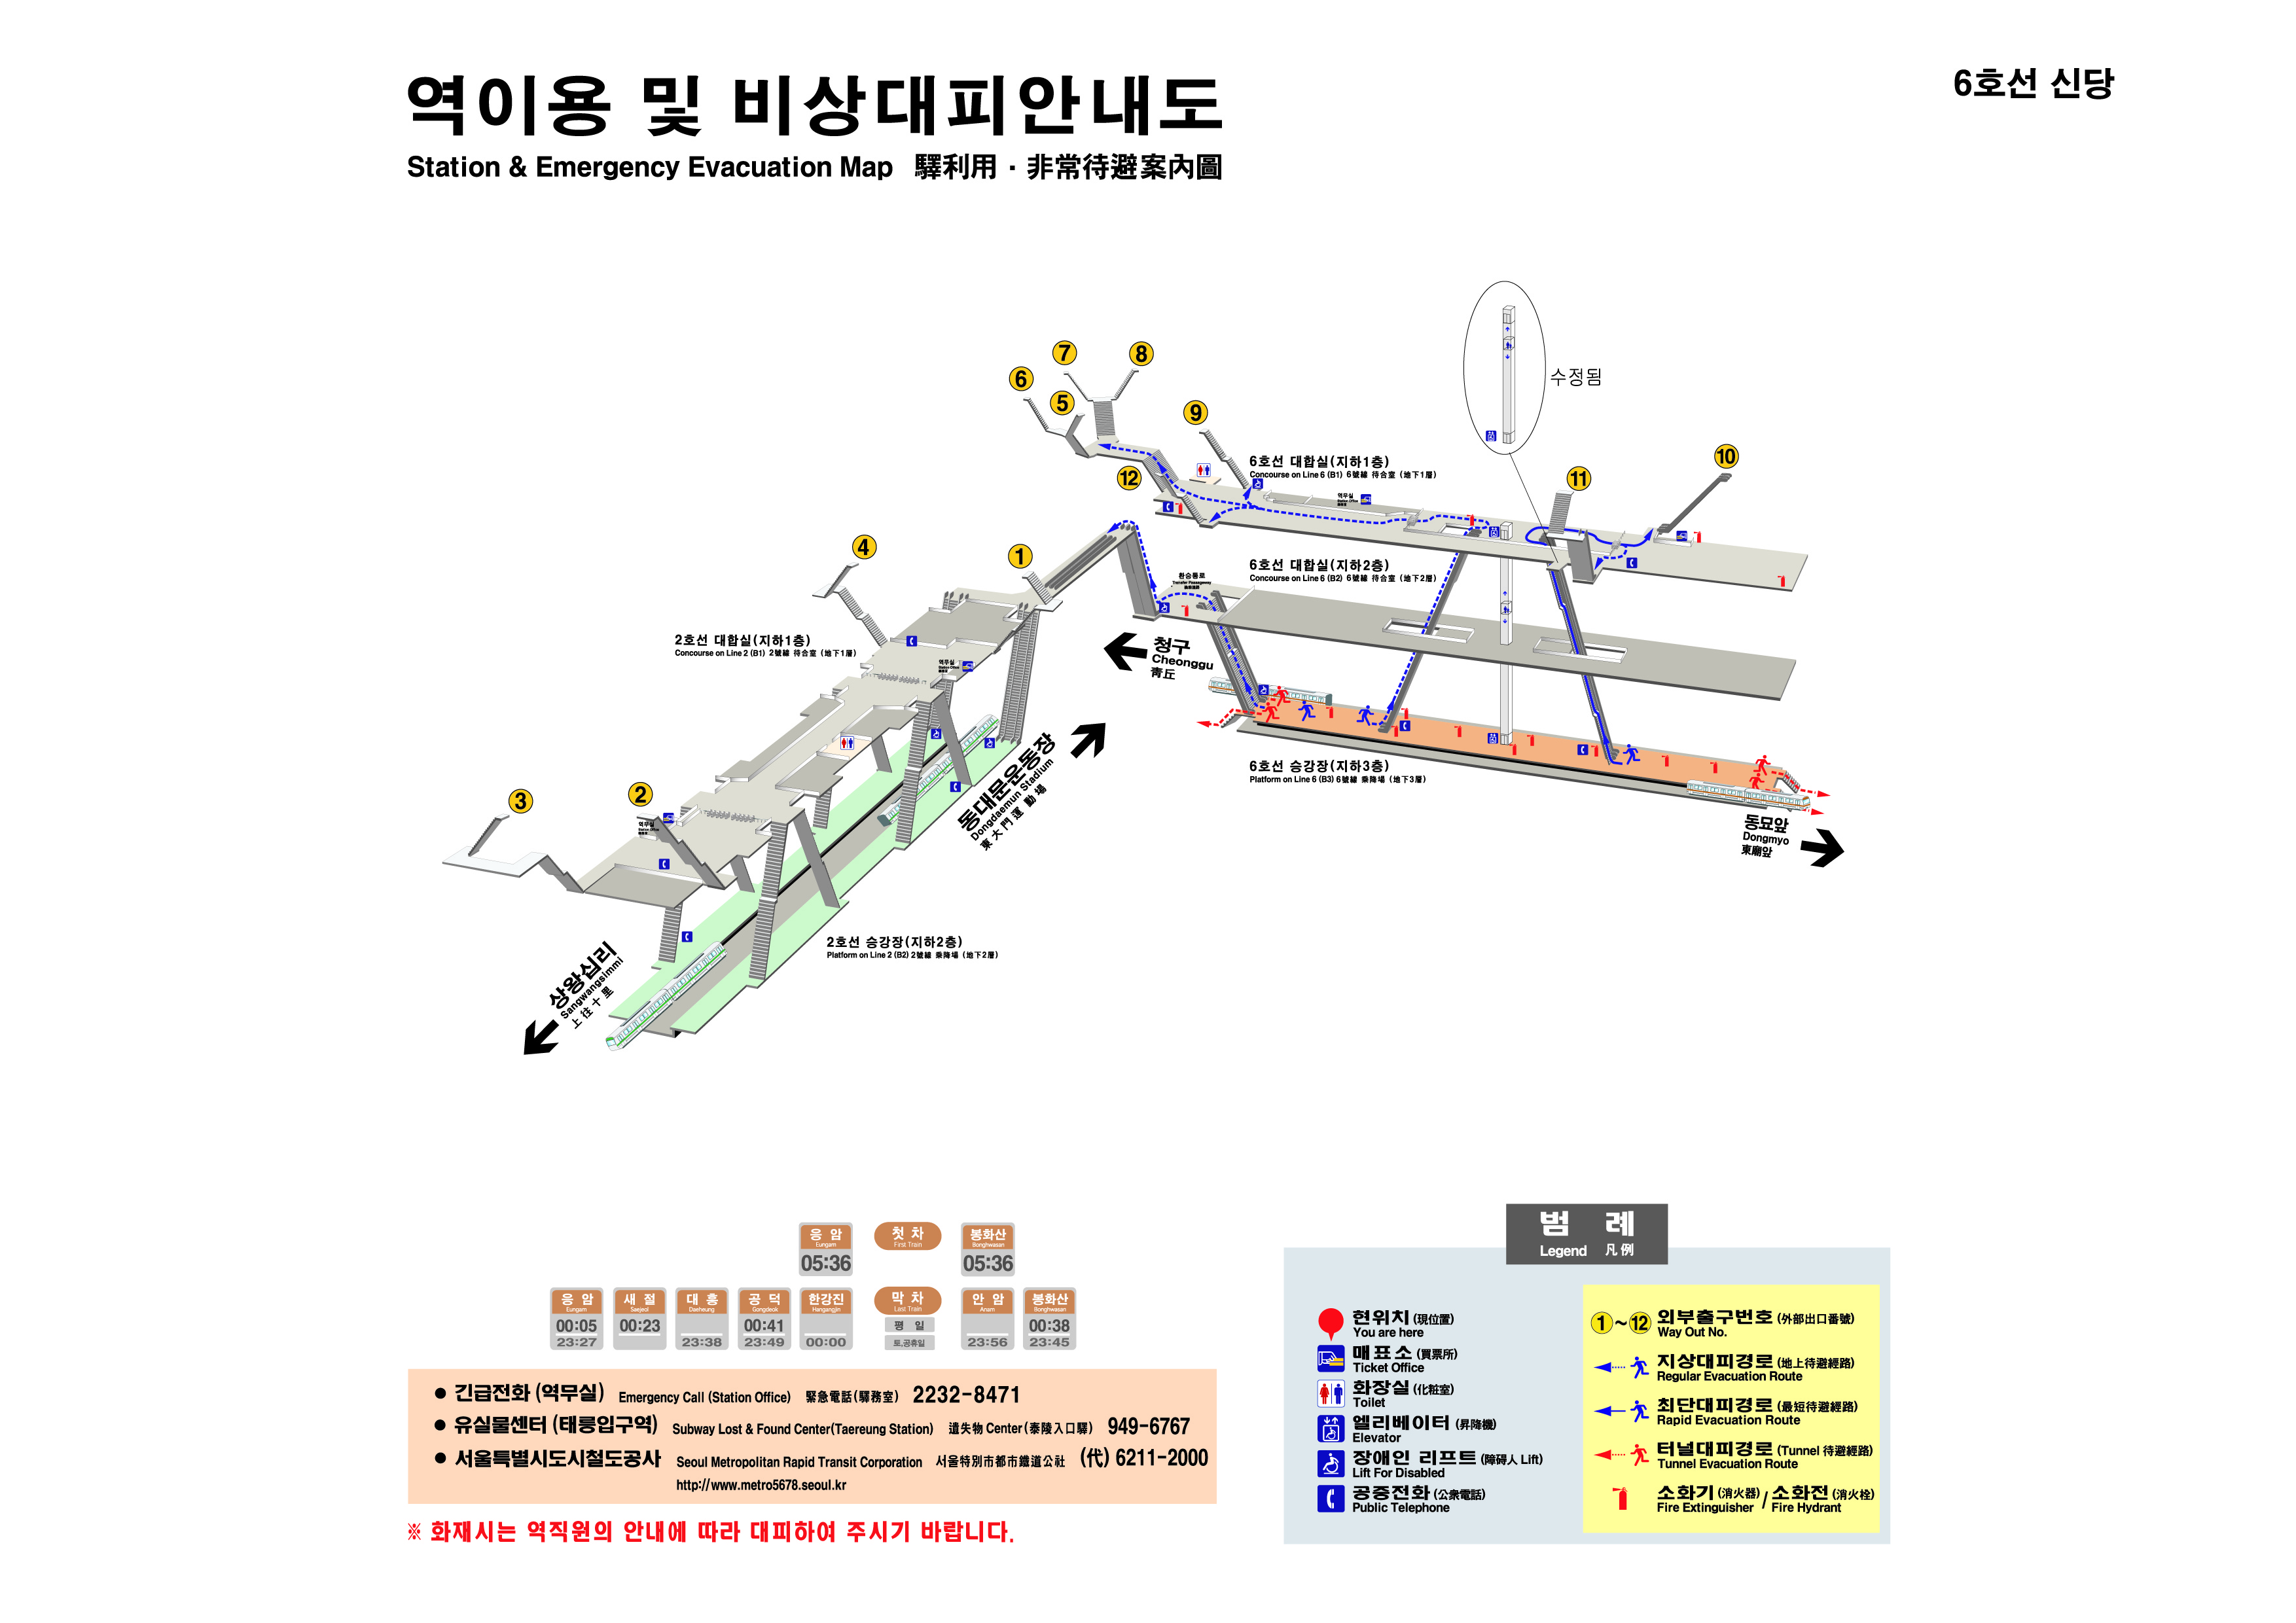 역이용 및 비상대피안내도
Station & Emergency Evacuation Map 驛利用 · 非常待避案內圖
6호선 신당
수정됨
7
8
6
5
9
12
10
11
4
1
3
2
6호선 대합실(지하1층)
Concourse on Line 6 (B1) 6號線 待合室 (地下1層)
역무실
Station Office
6호선 대합실(지하2층)
Concourse on Line 6 (B2) 6號線 待合室 (地下2層)
환승통로
Transfer Passageway
청구
Cheonggu
靑丘
2호선 대합실(지하1층)
Concourse on Line 2 (B1) 2號線 待合室 (地下1層)
역무실
Station Office
동대문운동장
Dongdaemun Stadium
東大門運動場
6호선 승강장(지하3층)
Platform on Line 6 (B3) 6號線 乘降場 (地下3層)
동묘앞
Dongmyo
東廟앞
역무실
Station Office
2호선 승강장(지하2층)
Platform on Line 2 (B2) 2號線 乘降場 (地下2層)
상왕십리
Sangwangsimmi
上往十里
응 암
Eungam
05:36
첫 차
First Train
봉화산
Bonghwasan
05:36
응 암
Eungam
00:05
23:27
새 절
Saejeol
00:23
대 흥
Daeheung
23:38
공 덕
Gongdeok
00:41
23:49
한강진
Hangangjin
00:00
막 차
Last Train
평 일
토,공휴일
안 암
Anam
23:56
봉화산
Bonghwasan
00:38
23:45
● 긴급전화 (역무실) Emergency Call (Station Office) 緊急電話 (驛務室) 2232-8471
● 유실물센터 (태릉입구역) Subway Lost & Found Center(Taereung Station) 遺失物 Center (泰陵入口驛) 949-6767
● 서울특별시도시철도공사 Seoul Metropolitan Rapid Transit Corporation 서울特別市都市鐵道公社 (代) 6211-2000
http://www.metro5678.seoul.kr
※ 화재시는 역직원의 안내에 따라 대피하여 주시기 바랍니다.
범 례
Legend 凡例
현위치 (現位置)
You are here
매표소 (買票所)
Ticket Office
화장실 (化粧室)
Toilet
엘리베이터 (昇降機)
Elevator
장애인 리프트 (障碍人 Lift)
Lift For Disabled
공중전화 (公衆電話)
Public Telephone
1~12 외부출구번호 (外部出口番號)
Way Out No.
지상대피경로 (地上待避經路)
Regular Evacuation Route
최단대피경로 (最短待避經路)
Rapid Evacuation Route
터널대피경로 (Tunnel 待避經路)
Tunnel Evacuation Route
소화기 (消火器) / 소화전 (消火栓)
Fire Extinguisher / Fire Hydrant